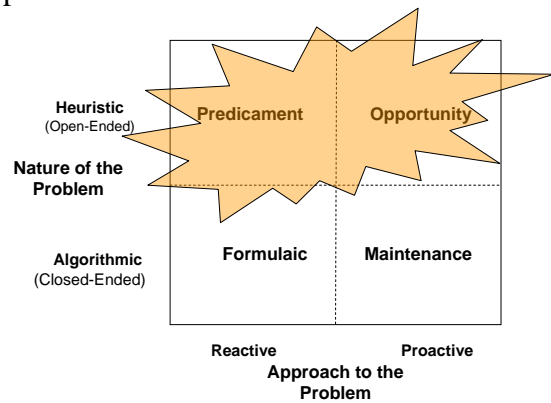 Heuristic
(Open-Ended)
Predicament
Opportunity
Nature of the
Problem
Algorithmic
(Closed-Ended)
Formulaic
Maintenance
Reactive
Proactive
Approach to the
Problem